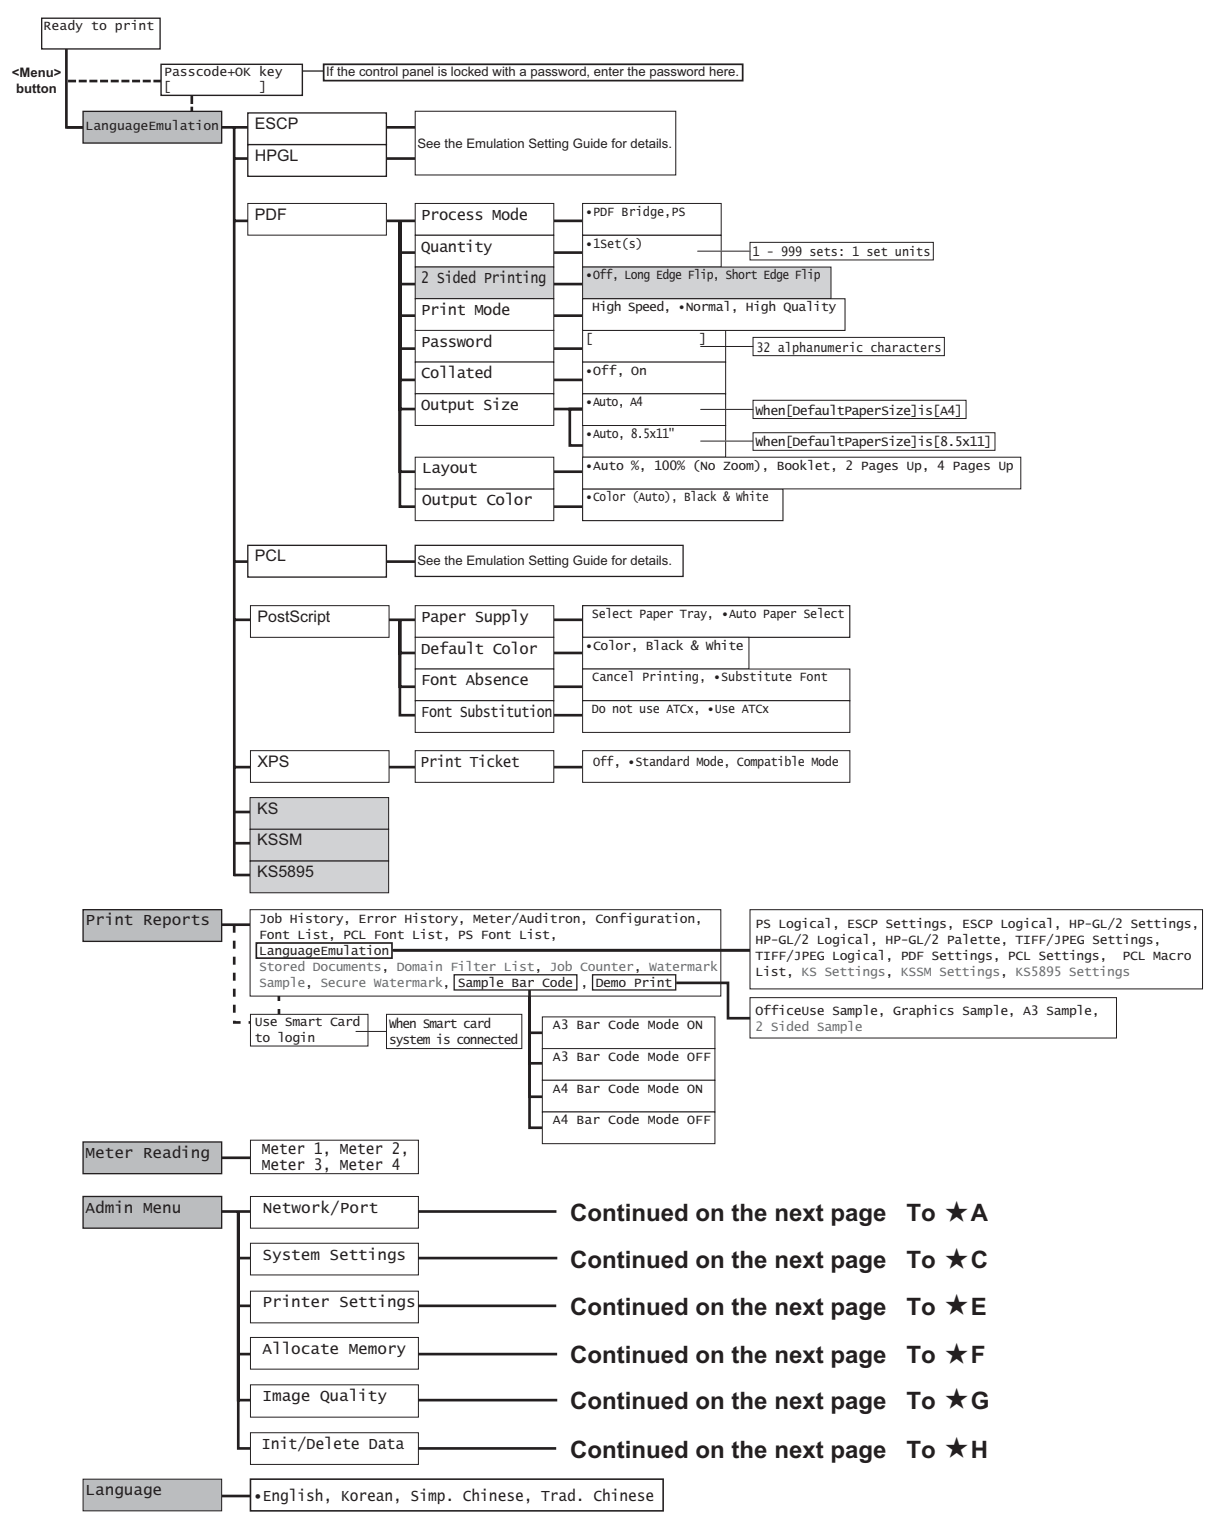 Ready to print
<Menu>
button
Passcode+OK key
[ ]
If the control panel is locked with a password, enter the password here.
LanguageEmulation
ESCP
HPGL
See the Emulation Setting Guide for details.
PDF
Process Mode
•PDF Bridge,PS
Quantity
•1Set(s)
1 - 999 sets: 1 set units
2 Sided Printing
•Off, Long Edge Flip, Short Edge Flip
Print Mode
High Speed, •Normal, High Quality
Password
[ ]
32 alphanumeric characters
Collated
•Off, On
Output Size
•Auto, A4
When[DefaultPaperSize]is[A4]
•Auto, 8.5x11"
When[DefaultPaperSize]is[8.5x11]
Layout
•Auto %, 100% (No Zoom), Booklet, 2 Pages Up, 4 Pages Up
Output Color
•Color (Auto), Black & White
PCL
See the Emulation Setting Guide for details.
PostScript
Paper Supply
Select Paper Tray, •Auto Paper Select
Default Color
•Color, Black & White
Font Absence
Cancel Printing, •Substitute Font
Font Substitution
Do not use ATCx, •Use ATCx
XPS
Print Ticket
Off, •Standard Mode, Compatible Mode
KS
KSSM
KS5895
Print Reports
Job History, Error History, Meter/Auditron, Configuration,
Font List, PCL Font List, PS Font List,
LanguageEmulation
Stored Documents, Domain Filter List, Job Counter, Watermark
Sample, Secure Watermark, Sample Bar Code , Demo Print
PS Logical, ESCP Settings, ESCP Logical, HP-GL/2 Settings,
HP-GL/2 Logical, HP-GL/2 Palette, TIFF/JPEG Settings,
TIFF/JPEG Logical, PDF Settings, PCL Settings, PCL Macro
List, KS Settings, KSSM Settings, KS5895 Settings
OfficeUse Sample, Graphics Sample, A3 Sample,
2 Sided Sample
Use Smart Card
to login
When Smart card
system is connected
A3 Bar Code Mode ON
A3 Bar Code Mode OFF
A4 Bar Code Mode ON
A4 Bar Code Mode OFF
Meter Reading
Meter 1, Meter 2,
Meter 3, Meter 4
Admin Menu
Network/Port
Continued on the next page To ★A
System Settings
Continued on the next page To ★C
Printer Settings
Continued on the next page To ★E
Allocate Memory
Continued on the next page To ★F
Image Quality
Continued on the next page To ★G
Init/Delete Data
Continued on the next page To ★H
Language
•English, Korean, Simp. Chinese, Trad. Chinese